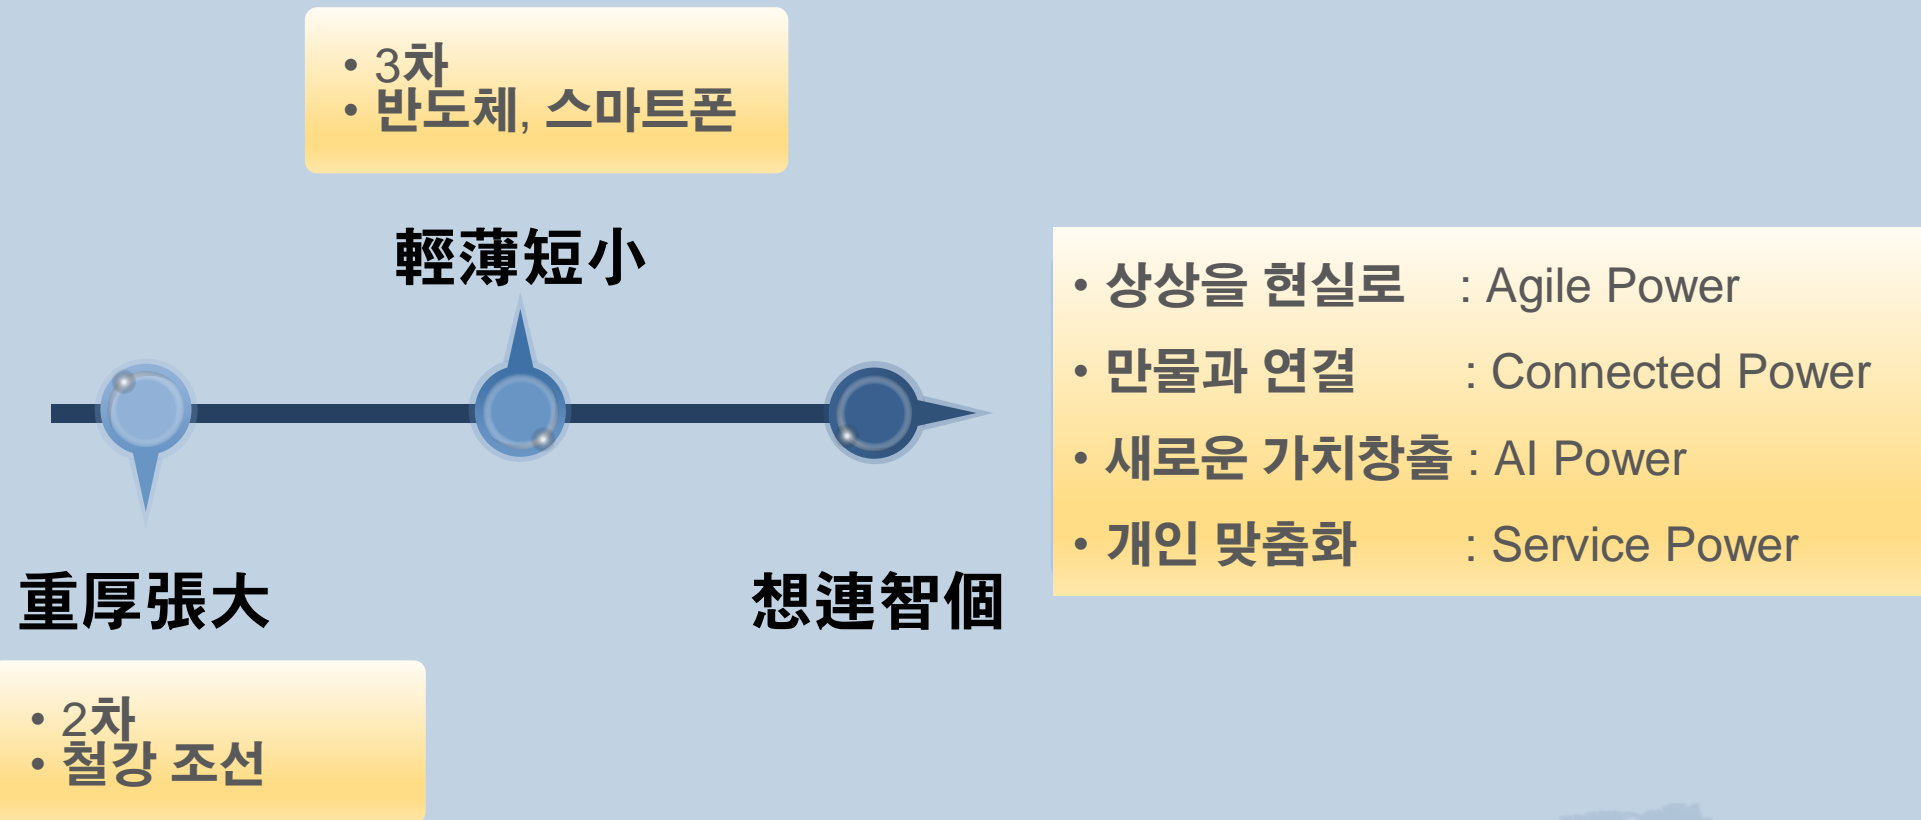 • 3차
• 반도체, 스마트폰
輕薄短小
• 상상을 현실로 : Agile Power
• 만물과 연결 : Connected Power
• 새로운 가치창출 : AI Power
• 개인 맞춤화 : Service Power
重厚張大
想連智個
• 2차
• 철강 조선